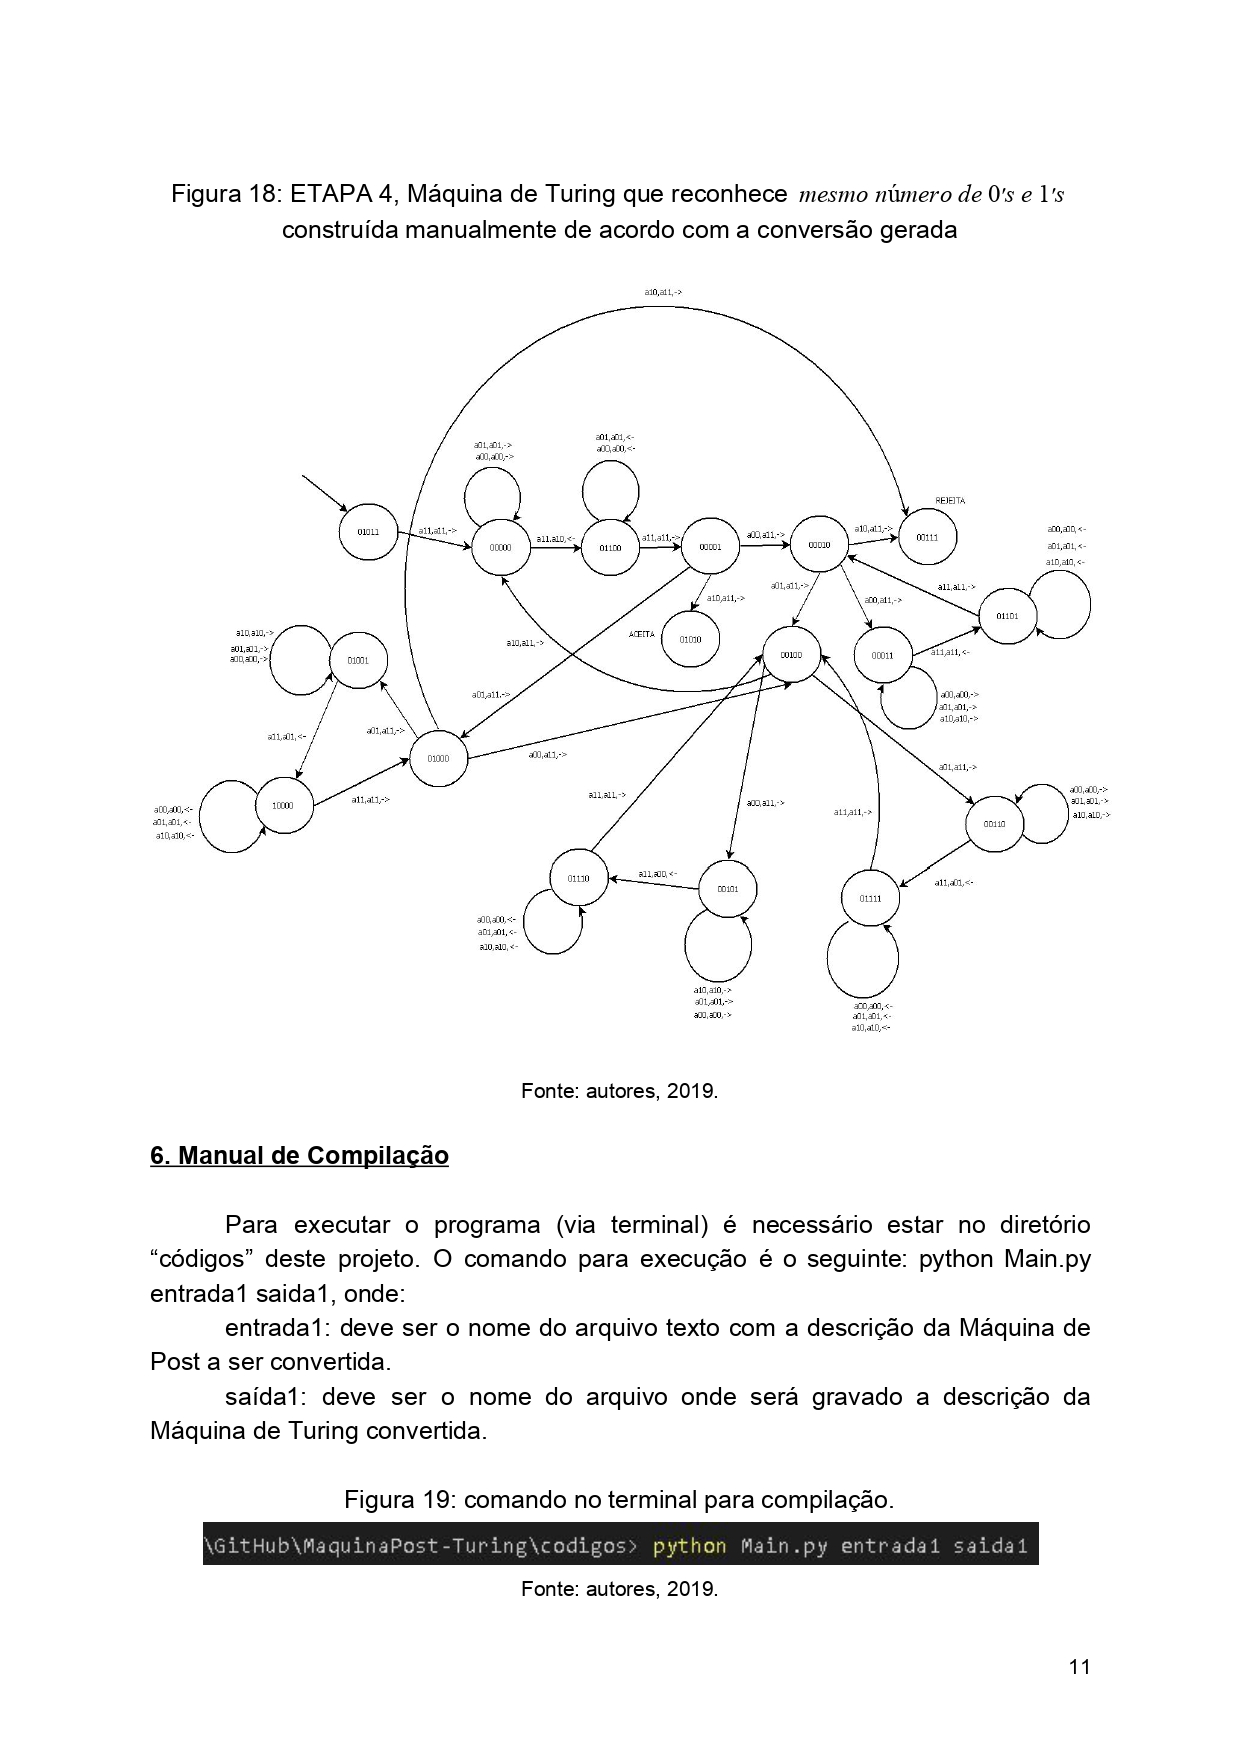 Figura 18: ETAPA 4, Máquina de Turing que reconhece mesmo número de 0's e 1's
construída manualmente de acordo com a conversão gerada
a10,a11,->
a01,a01,->
a00,a00,->
a01,a01,<-
a00,a00,<-
REJEITA
01011
a11,a11,->
00000
a11,a10,<-
01100
a11,a11,->
00001
a00,a11,->
00010
a10,a11,->
00111
a00,a00,<-
a01,a01,<-
a10,a10,<-
a01,a11,->
a00,a11,->
a11,a11,->
a10,a11,->
01101
ACEITA
01010
a10,a11,->
00100
00011
a11,a11,<-
a10,a10,->
a01,a01,->
a00,a00,->
01001
a01,a11,->
a00,a00,->
a01,a01,->
a10,a10,->
a11,a01,<-
a01,a11,->
01000
a00,a11,->
a01,a11,->
a00,a00,<-
a01,a01,<-
a10,a10,<-
10000
a11,a11,->
a11,a11,->
a00,a11,->
a11,a11,->
00110
a00,a00,->
a01,a01,->
a10,a10,->
01110
a11,a00,<-
00101
01111
a11,a01,<-
a00,a00,<-
a01,a01,<-
a10,a10,<-
a10,a10,->
a01,a01,->
a00,a00,->
a00,a00,<-
a01,a01,<-
a10,a10,<-
Fonte: autores, 2019.
6. Manual de Compilação
Para executar o programa (via terminal) é necessário estar no diretório
“códigos” deste projeto. O comando para execução é o seguinte: python Main.py
entrada1 saida1, onde:
entrada1: deve ser o nome do arquivo texto com a descrição da Máquina de
Post a ser convertida.
saída1: deve ser o nome do arquivo onde será gravado a descrição da
Máquina de Turing convertida.
Figura 19: comando no terminal para compilação.
\GitHub\MaquinaPost-Turing\codigos> python Main.py entrada1 saida1
Fonte: autores, 2019.
11